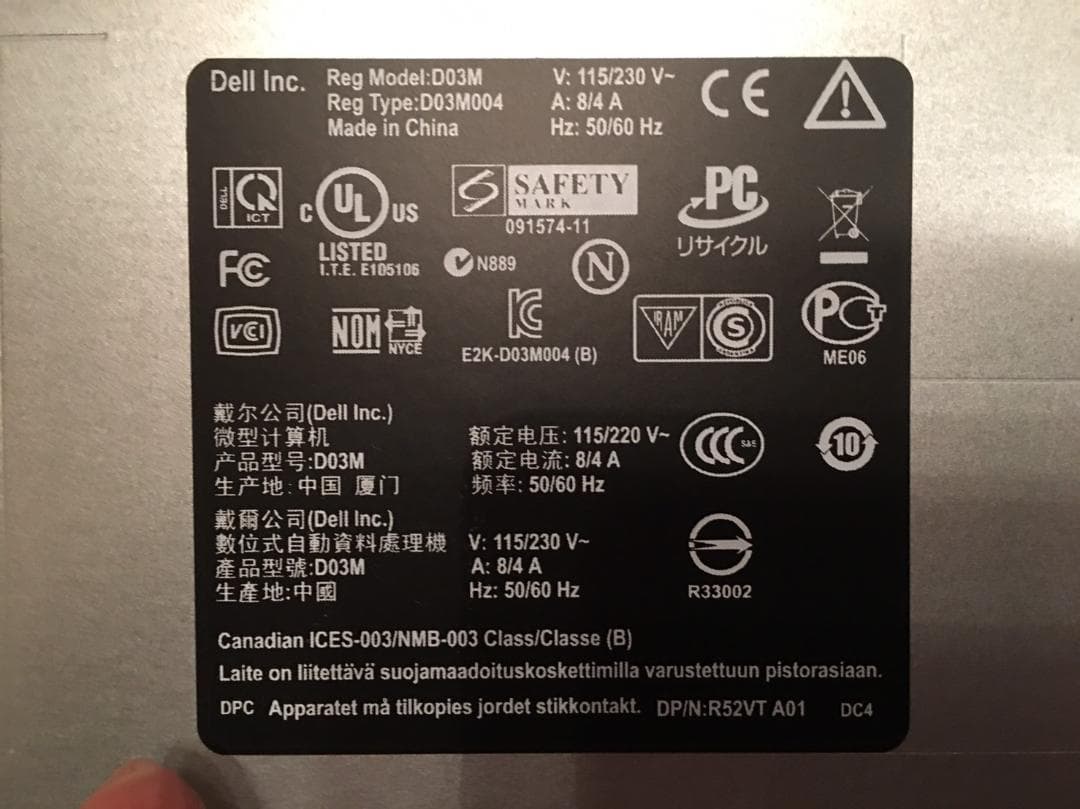 Dell Inc. Reg Model:D03M V: 115/230 V~ CE
Reg Type:D03M004 A: 8/4 A
Made in China Hz: 50/60 Hz
DELL ICT
C UL US SAFETY MARK PC
091574-11
LISTED リサイクル
I.T.E. E105106
FC N889 N
VCI NOM NYCE E2K-D03M004 (B) IRAM S PCT
ME06
戴尔公司(Dell Inc.)
微型计算机 额定电压: 115/220 V~ CCC S&E 10
产品型号:D03M 额定电流: 8/4 A
生产地:中国 厦门 频率: 50/60 Hz
戴爾公司(Dell Inc.)
數位式自動資料處理機 V: 115/230 V~
產品型號:D03M A: 8/4 A
生產地:中國 Hz: 50/60 Hz R33002
Canadian ICES-003/NMB-003 Class/Classe (B)
Laite on liitettävä suojamaadoituskoskettimilla varustettuun pistorasiaan.
DPC Apparatet må tilkopies jordet stikkontakt. DP/N:R52VT A01 DC4